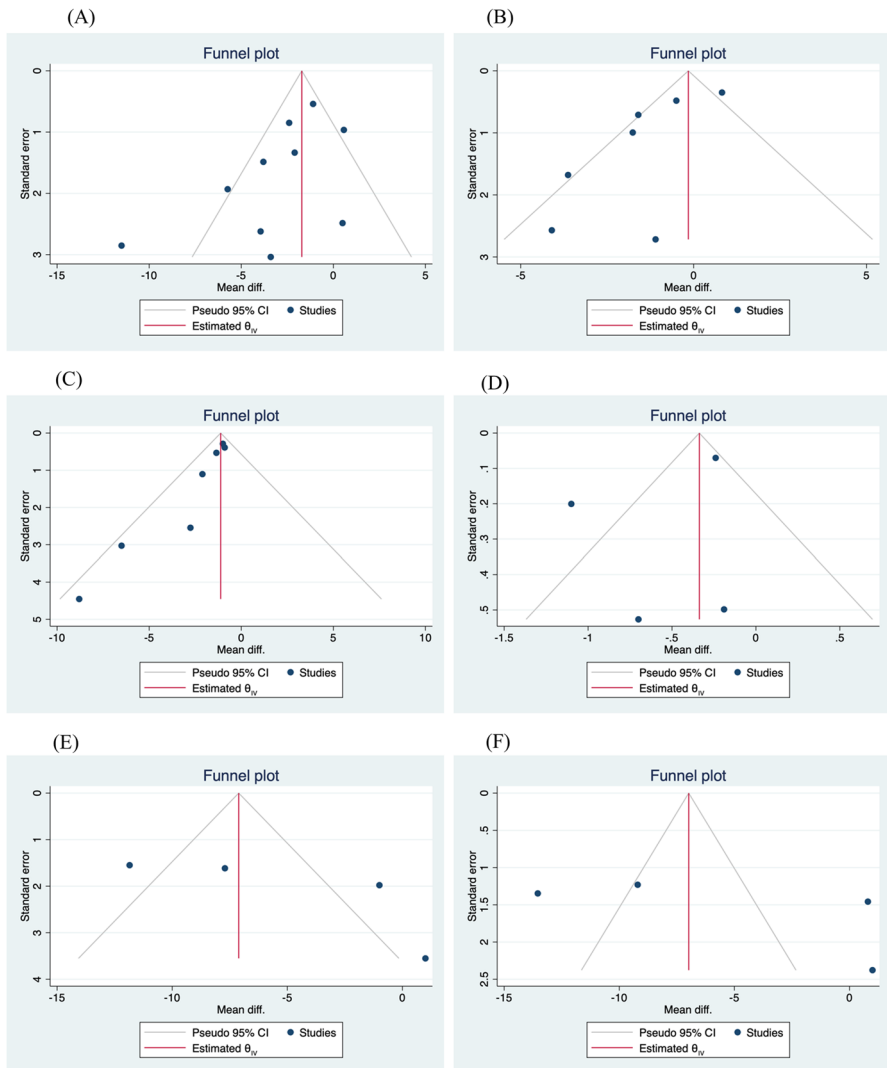 (A)
Funnel plot
0
1
2
3
Standard error
-15
-10
-5
0
5
Mean diff.
Pseudo 95% CI
Studies
Estimated θIV
(B)
Funnel plot
0
1
2
3
Standard error
-5
0
5
Mean diff.
Pseudo 95% CI
Studies
Estimated θIV
(C)
Funnel plot
0
1
2
3
4
5
Standard error
-10
-5
0
5
10
Mean diff.
Pseudo 95% CI
Studies
Estimated θIV
(D)
Funnel plot
0
.1
.2
.3
.4
.5
Standard error
-1.5
-1
-.5
0
.5
Mean diff.
Pseudo 95% CI
Studies
Estimated θIV
(E)
Funnel plot
0
1
2
3
4
Standard error
-15
-10
-5
0
Mean diff.
Pseudo 95% CI
Studies
Estimated θIV
(F)
Funnel plot
0
.5
1
1.5
2
2.5
Standard error
-15
-10
-5
0
Mean diff.
Pseudo 95% CI
Studies
Estimated θIV